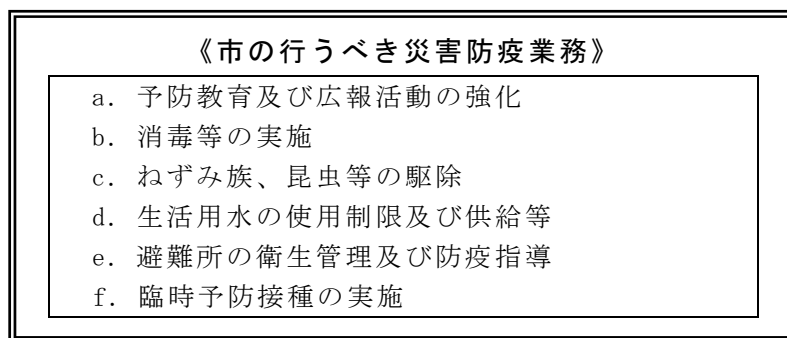 《市の行うべき災害防疫業務》
a. 予防教育及び広報活動の強化
b. 消毒等の実施
c. ねずみ族、昆虫等の駆除
d. 生活用水の使用制限及び供給等
e. 避難所の衛生管理及び防疫指導
f. 臨時予防接種の実施